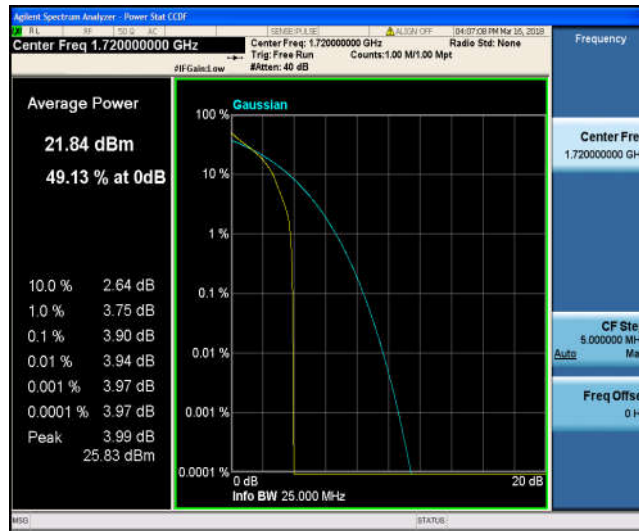 Agilent Spectrum Analyzer - Power Stat CCDF
RL RF 50 Ω AC SENSE:PULSE ALIGN OFF 04:07:08 PM Mar 16, 2018
Center Freq 1.720000000 GHz
Center Freq: 1.720000000 GHz Radio Std: None
Trig: Free Run Counts:1.00 M/1.00 Mpt
#IFGain:Low #Atten: 40 dB
Frequency
Average Power
21.84 dBm
49.13 % at 0dB
10.0 % 2.64 dB
1.0 % 3.75 dB
0.1 % 3.90 dB
0.01 % 3.94 dB
0.001 % 3.97 dB
0.0001 % 3.97 dB
Peak 3.99 dB
25.83 dBm
Gaussian
100 %
10 %
1 %
0.1 %
0.01 %
0.001 %
0.0001 %
0 dB 20 dB
Info BW 25.000 MHz
Center Fre
1.720000000 GH
CF Ste
5.000000 MH
Auto Ma
Freq Offse
0 H
MSG STATUS